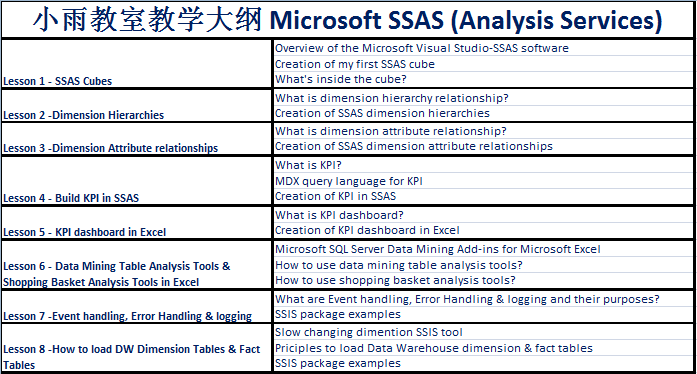 小雨教室教学大纲 Microsoft SSAS (Analysis Services)
Lesson 1 - SSAS Cubes
Overview of the Microsoft Visual Studio-SSAS software
Creation of my first SSAS cube
What's inside the cube?
Lesson 2 -Dimension Hierarchies
What is dimension hierarchy relationship?
Creation of SSAS dimension hierarchies
Lesson 3 -Dimension Attribute relationships
What is dimension attribute relationship?
Creation of SSAS dimension attribute relationships
Lesson 4 - Build KPI in SSAS
What is KPI?
MDX query language for KPI
Creation of KPI in SSAS
Lesson 5 - KPI dashboard in Excel
What is KPI dashboard?
Creation of KPI dashboard in Excel
Lesson 6 - Data Mining Table Analysis Tools &
Shopping Basket Analysis Tools in Excel
Microsoft SQL Server Data Mining Add-ins for Microsoft Excel
How to use data mining table analysis tools?
How to use shopping basket analysis tools?
Lesson 7 -Event handling, Error Handling & logging
What are Event handling, Error Handling & logging and their purposes?
SSIS package examples
Lesson 8 -How to load DW Dimension Tables & Fact
Tables
Slow changing dimention SSIS tool
Priciples to load Data Warehouse dimension & fact tables
SSIS package examples